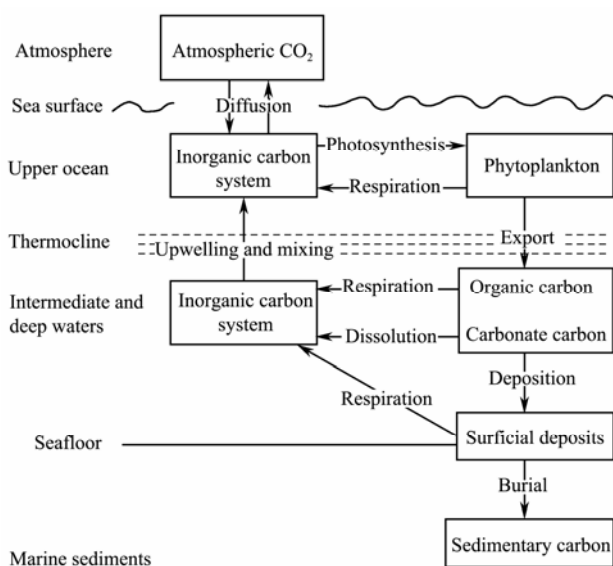 Atmosphere
Atmospheric CO₂
Sea surface
Diffusion
Upper ocean
Inorganic carbon
system
Photosynthesis
Respiration
Phytoplankton
Thermocline
Upwelling and mixing
Export
Intermediate and
deep waters
Inorganic carbon
system
Respiration
Dissolution
Organic carbon
Carbonate carbon
Respiration
Deposition
Seafloor
Surficial deposits
Burial
Marine sediments
Sedimentary carbon